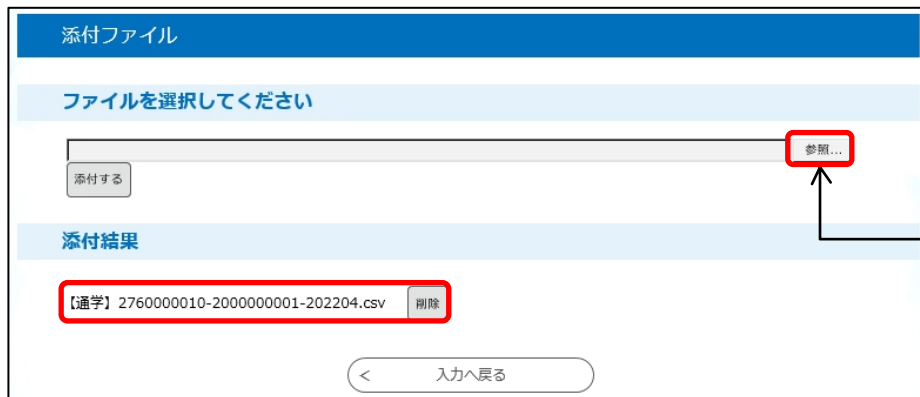 添付ファイル
ファイルを選択してください
参照...
添付する
添付結果
【通学】2760000010-2000000001-202204.csv 削除
< 入力へ戻る